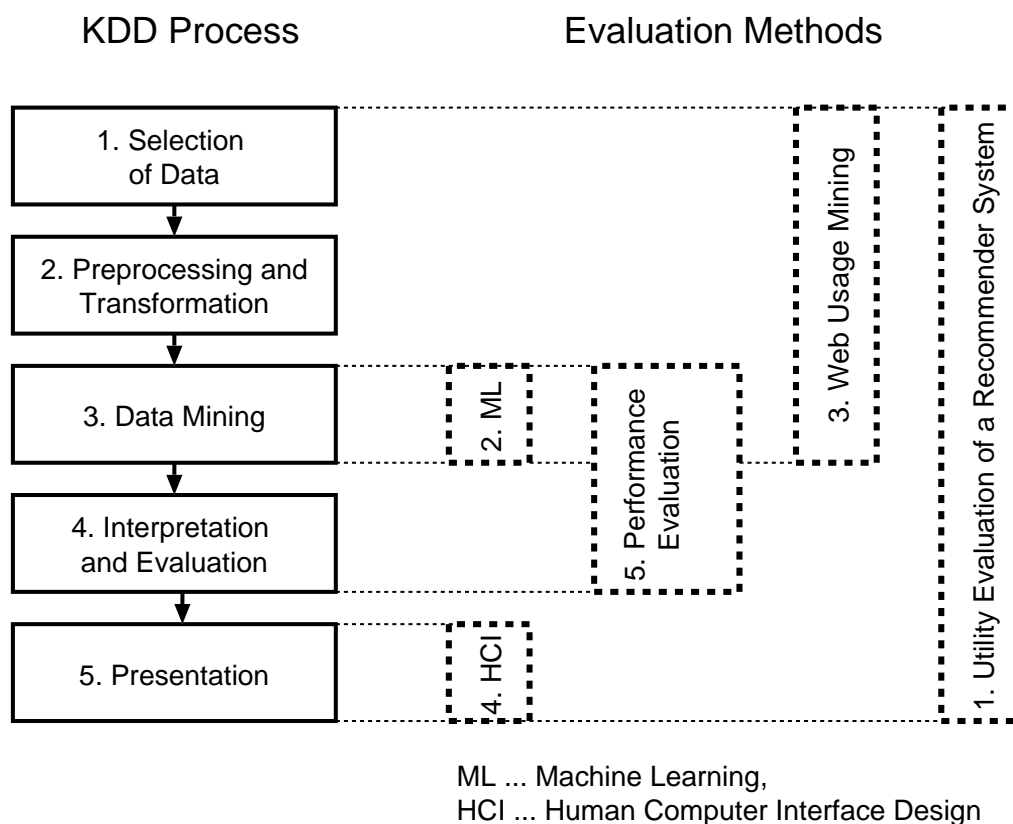 KDD Process
Evaluation Methods
1. Selection
of Data
2. Preprocessing and
Transformation
3. Data Mining
4. Interpretation
and Evaluation
5. Presentation
2. ML
4. HCI
5. Performance
Evaluation
3. Web Usage Mining
1. Utility Evaluation of a Recommender System
ML ... Machine Learning,
HCI ... Human Computer Interface Design